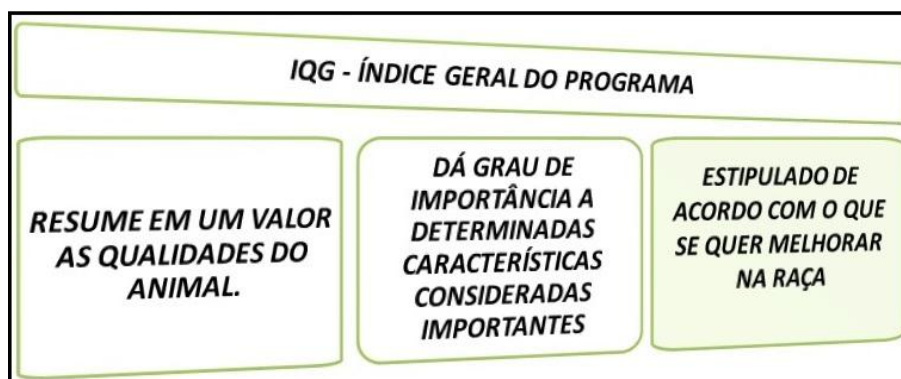 IQG - ÍNDICE GERAL DO PROGRAMA
RESUME EM UM VALOR
AS QUALIDADES DO
ANIMAL.
DÁ GRAU DE
IMPORTÂNCIA A
DETERMINADAS
CARACTERÍSTICAS
CONSIDERADAS
IMPORTANTES
ESTIPULADO DE
ACORDO COM O QUE
SE QUER MELHORAR
NA RAÇA